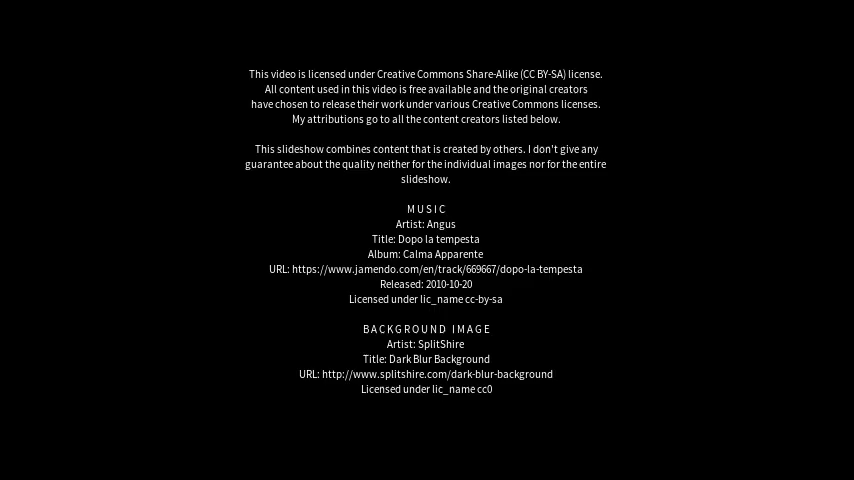 This video is licensed under Creative Commons Share-Alike (CC BY-SA) license.
All content used in this video is free available and the original creators
have chosen to release their work under various Creative Commons licenses.
My attributions go to all the content creators listed below.
This slideshow combines content that is created by others. I don't give any
guarantee about the quality neither for the individual images nor for the entire
slideshow.
M U S I C
Artist: Angus
Title: Dopo la tempesta
Album: Calma Apparente
URL: https://www.jamendo.com/en/track/669667/dopo-la-tempesta
Released: 2010-10-20
Licensed under lic_name cc-by-sa
B A C K G R O U N D   I M A G E
Artist: SplitShire
Title: Dark Blur Background
URL: http://www.splitshire.com/dark-blur-background
Licensed under lic_name cc0